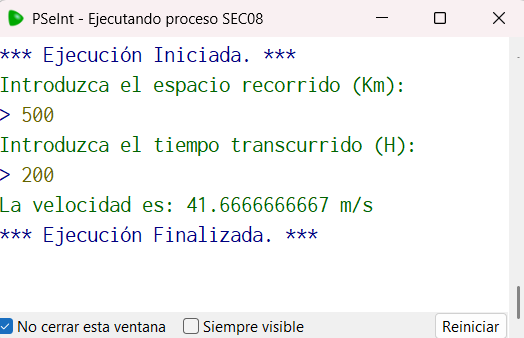 PSeInt - Ejecutando proceso SEC08
*** Ejecución Iniciada. ***
Introduzca el espacio recorrido (Km):
> 500
Introduzca el tiempo transcurrido (H):
> 200
La velocidad es: 41.6666666667 m/s
*** Ejecución Finalizada. ***
No cerrar esta ventana Siempre visible Reiniciar